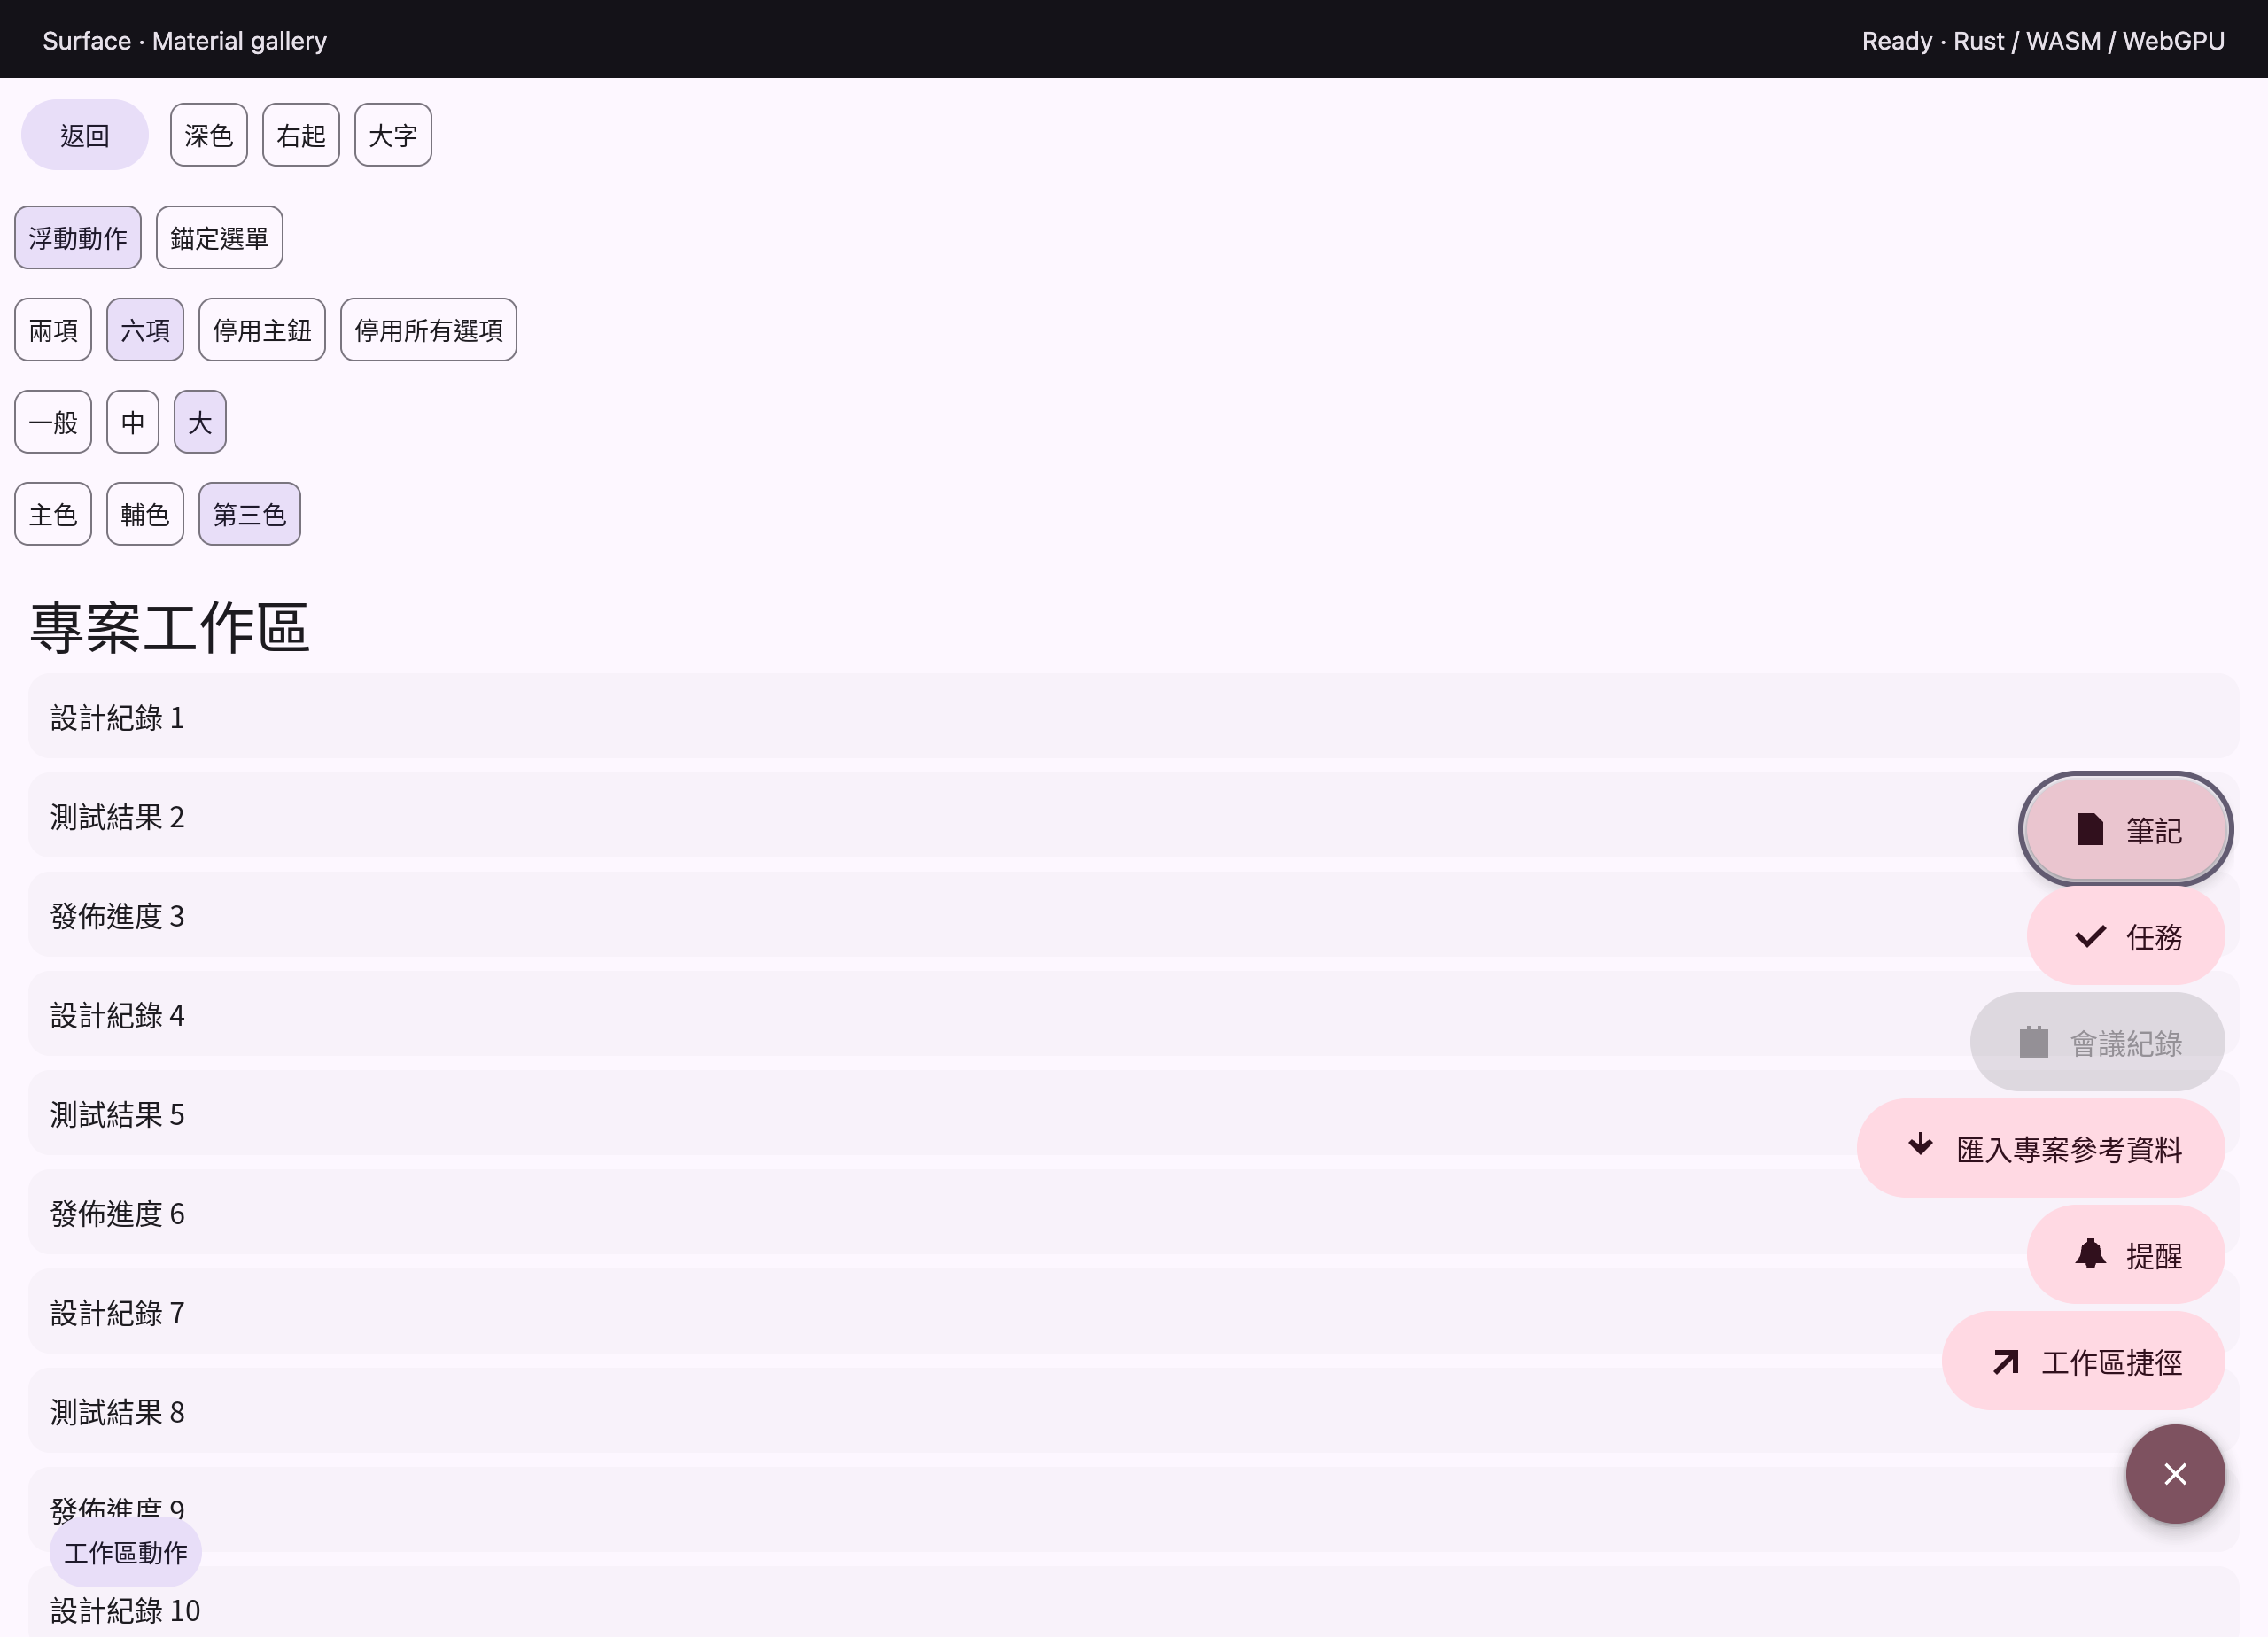 Surface · Material gallery
Ready · Rust / WASM / WebGPU
返回 深色 右起 大字
浮動動作 錨定選單
兩項 六項 停用主鈕 停用所有選項
一般 中 大
主色 輔色 第三色
專案工作區
設計紀錄 1
測試結果 2
筆記
發佈進度 3
任務
設計紀錄 4
會議紀錄
測試結果 5
匯入專案參考資料
發佈進度 6
提醒
設計紀錄 7
工作區捷徑
測試結果 8
發佈進度 9
工作區動作
設計紀錄 10